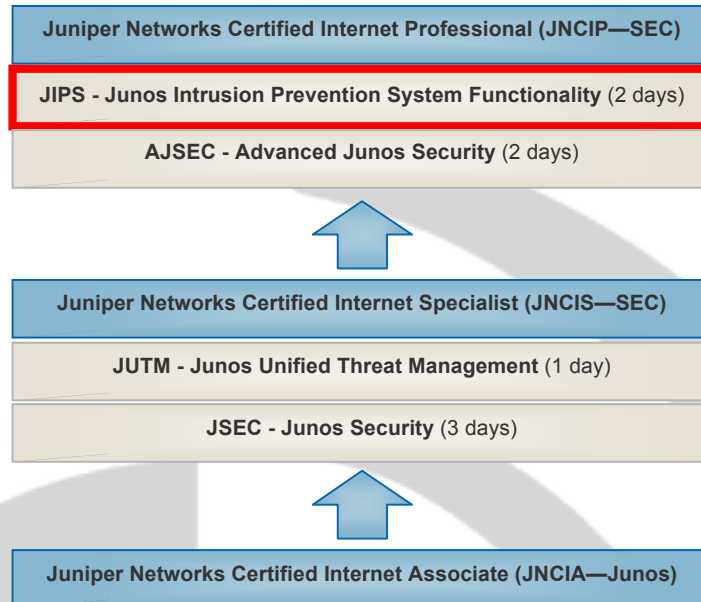 Juniper Networks Certified Internet Professional (JNCIP—SEC)
JIPS - Junos Intrusion Prevention System Functionality (2 days)
AJSEC - Advanced Junos Security (2 days)
Juniper Networks Certified Internet Specialist (JNCIS—SEC)
JUTM - Junos Unified Threat Management (1 day)
JSEC - Junos Security (3 days)
Juniper Networks Certified Internet Associate (JNCIA—Junos)